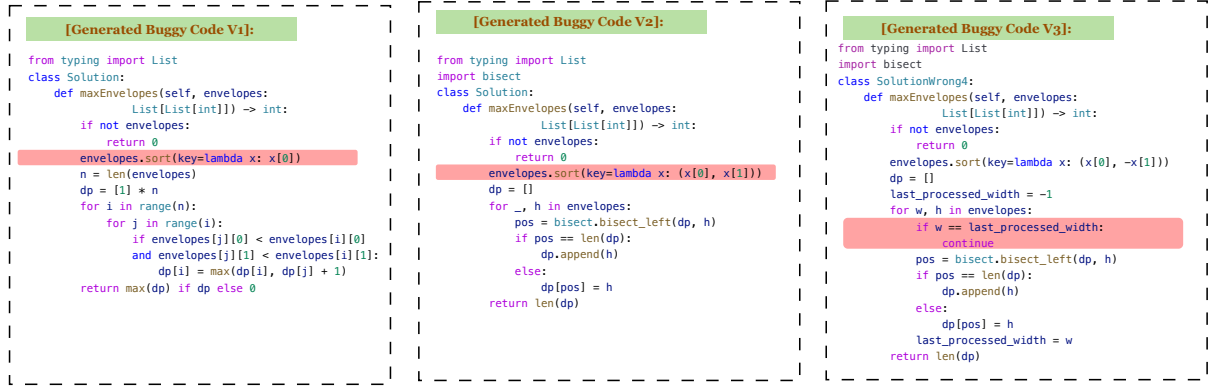 [Generated Buggy Code V1]:
from typing import List
class Solution:
    def maxEnvelopes(self, envelopes:
                List[List[int]]) -> int:
        if not envelopes:
            return 0
        envelopes.sort(key=lambda x: x[0])
        n = len(envelopes)
        dp = [1] * n
        for i in range(n):
            for j in range(i):
                if envelopes[j][0] < envelopes[i][0]
                and envelopes[j][1] < envelopes[i][1]:
                    dp[i] = max(dp[i], dp[j] + 1)
        return max(dp) if dp else 0
[Generated Buggy Code V2]:
from typing import List
import bisect
class Solution:
    def maxEnvelopes(self, envelopes:
                List[List[int]]) -> int:
        if not envelopes:
            return 0
        envelopes.sort(key=lambda x: (x[0], x[1]))
        dp = []
        for _, h in envelopes:
            pos = bisect.bisect_left(dp, h)
            if pos == len(dp):
                dp.append(h)
            else:
                dp[pos] = h
        return len(dp)
[Generated Buggy Code V3]:
from typing import List
import bisect
class SolutionWrong4:
    def maxEnvelopes(self, envelopes:
                List[List[int]]) -> int:
        if not envelopes:
            return 0
        envelopes.sort(key=lambda x: (x[0], -x[1]))
        dp = []
        last_processed_width = -1
        for w, h in envelopes:
            if w == last_processed_width:
                continue
            pos = bisect.bisect_left(dp, h)
            if pos == len(dp):
                dp.append(h)
            else:
                dp[pos] = h
            last_processed_width = w
        return len(dp)